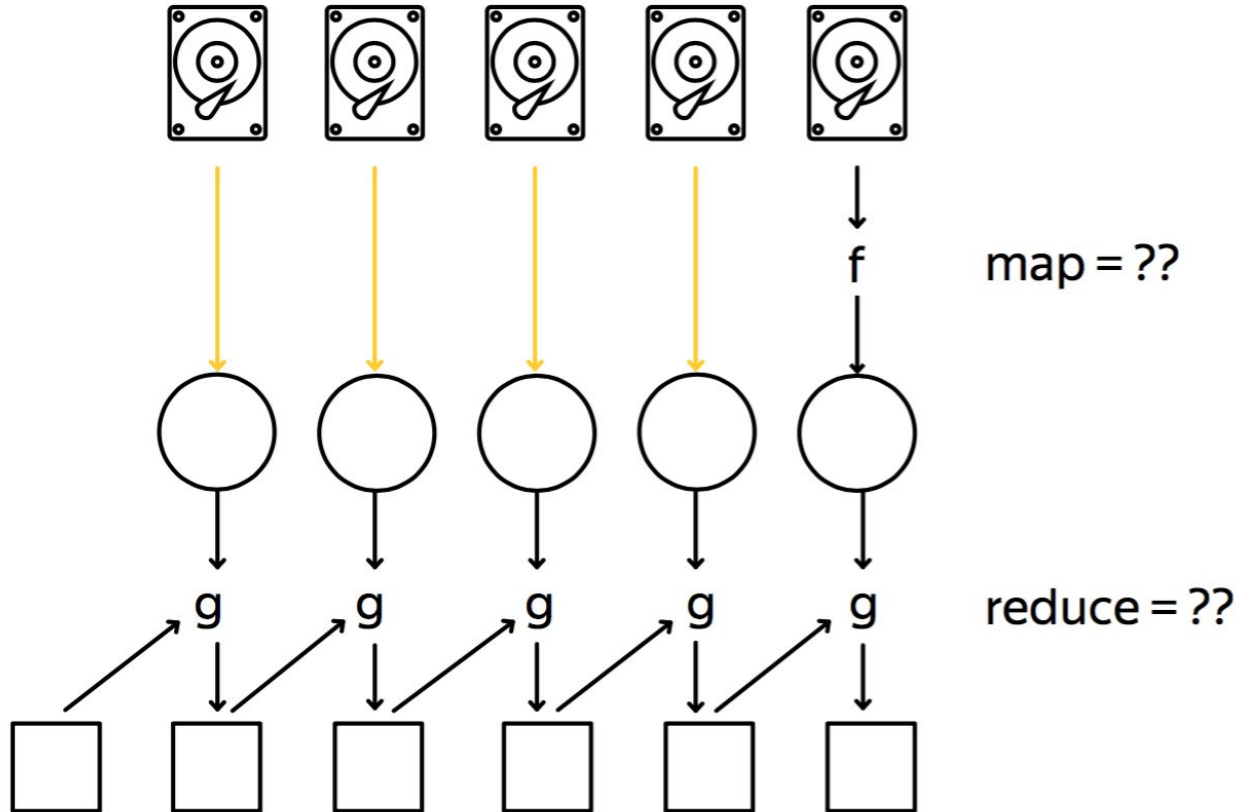 f
map = ??
g g g g g
reduce = ??